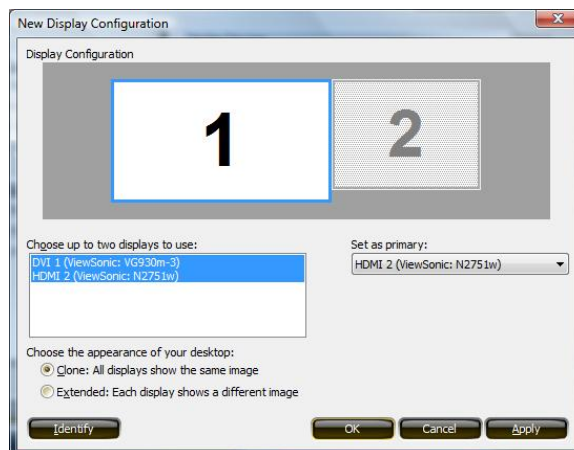 New Display Configuration
Display Configuration
1
2
Choose up to two displays to use:
Set as primary:
DVI 1 (ViewSonic: VG930m-3)
HDMI 2 (ViewSonic: N2751w)
HDMI 2 (ViewSonic: N2751w)
Choose the appearance of your desktop:
Clone: All displays show the same image
Extended: Each display shows a different image
Identify
OK
Cancel
Apply